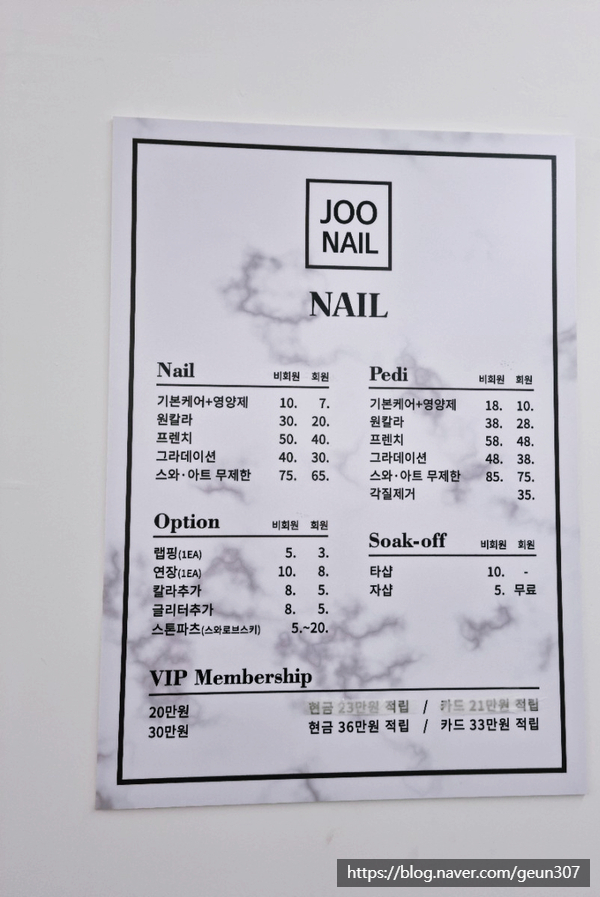 JOO
NAIL
NAIL
Nail 비회원 회원
기본케어+영양제 10. 7.
원칼라 30. 20.
프렌치 50. 40.
그라데이션 40. 30.
스와·아트 무제한 75. 65.
Pedi 비회원 회원
기본케어+영양제 18. 10.
원칼라 38. 28.
프렌치 58. 48.
그라데이션 48. 38.
스와·아트 무제한 85. 75.
각질제거 35.
Option 비회원 회원
랩핑(1EA) 5. 3.
연장(1EA) 10. 8.
칼라추가 8. 5.
글리터추가 8. 5.
스톤파츠(스와로브스키) 5.~20.
Soak-off 비회원 회원
타샵 10. -
자샵 5. 무료
VIP Membership
20만원 현금 23만원 적립 / 카드 21만원 적립
30만원 현금 36만원 적립 / 카드 33만원 적립
https://blog.naver.com/geun307